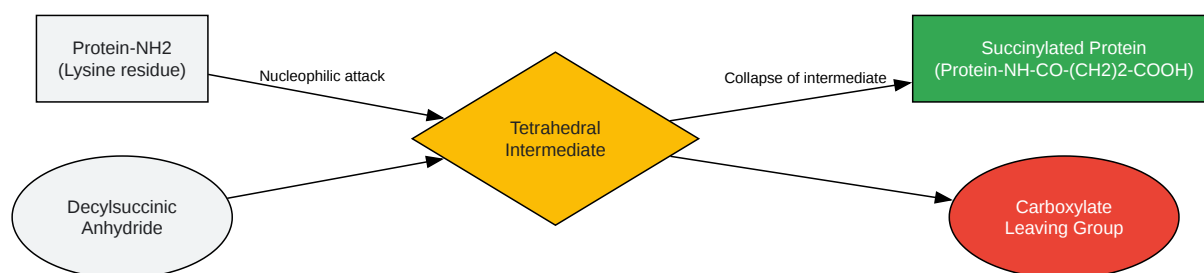 Protein-NH2
(Lysine residue)
Nucleophilic attack
Decylsuccinic
Anhydride
Tetrahedral
Intermediate
Collapse of intermediate
Succinylated Protein
(Protein-NH-CO-(CH2)2-COOH)
Carboxylate
Leaving Group